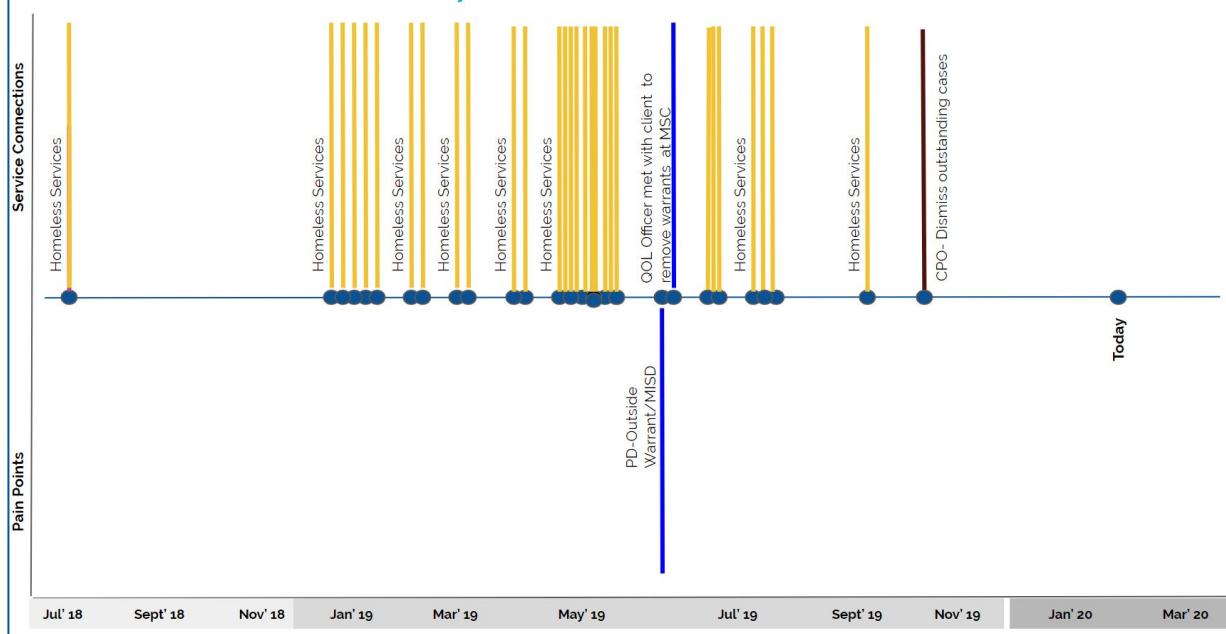 Service Connections
Pain Points
Homeless Services
Homeless Services
Homeless Services
Homeless Services
Homeless Services
Homeless Services
QOL Officer met with client to
remove warrants at MSC
Homeless Services
Homeless Services
CPO- Dismiss outstanding cases
PD-Outside
Warrant/MISD
Today
Jul' 18
Sept' 18
Nov' 18
Jan' 19
Mar' 19
May' 19
Jul' 19
Sept' 19
Nov' 19
Jan' 20
Mar' 20